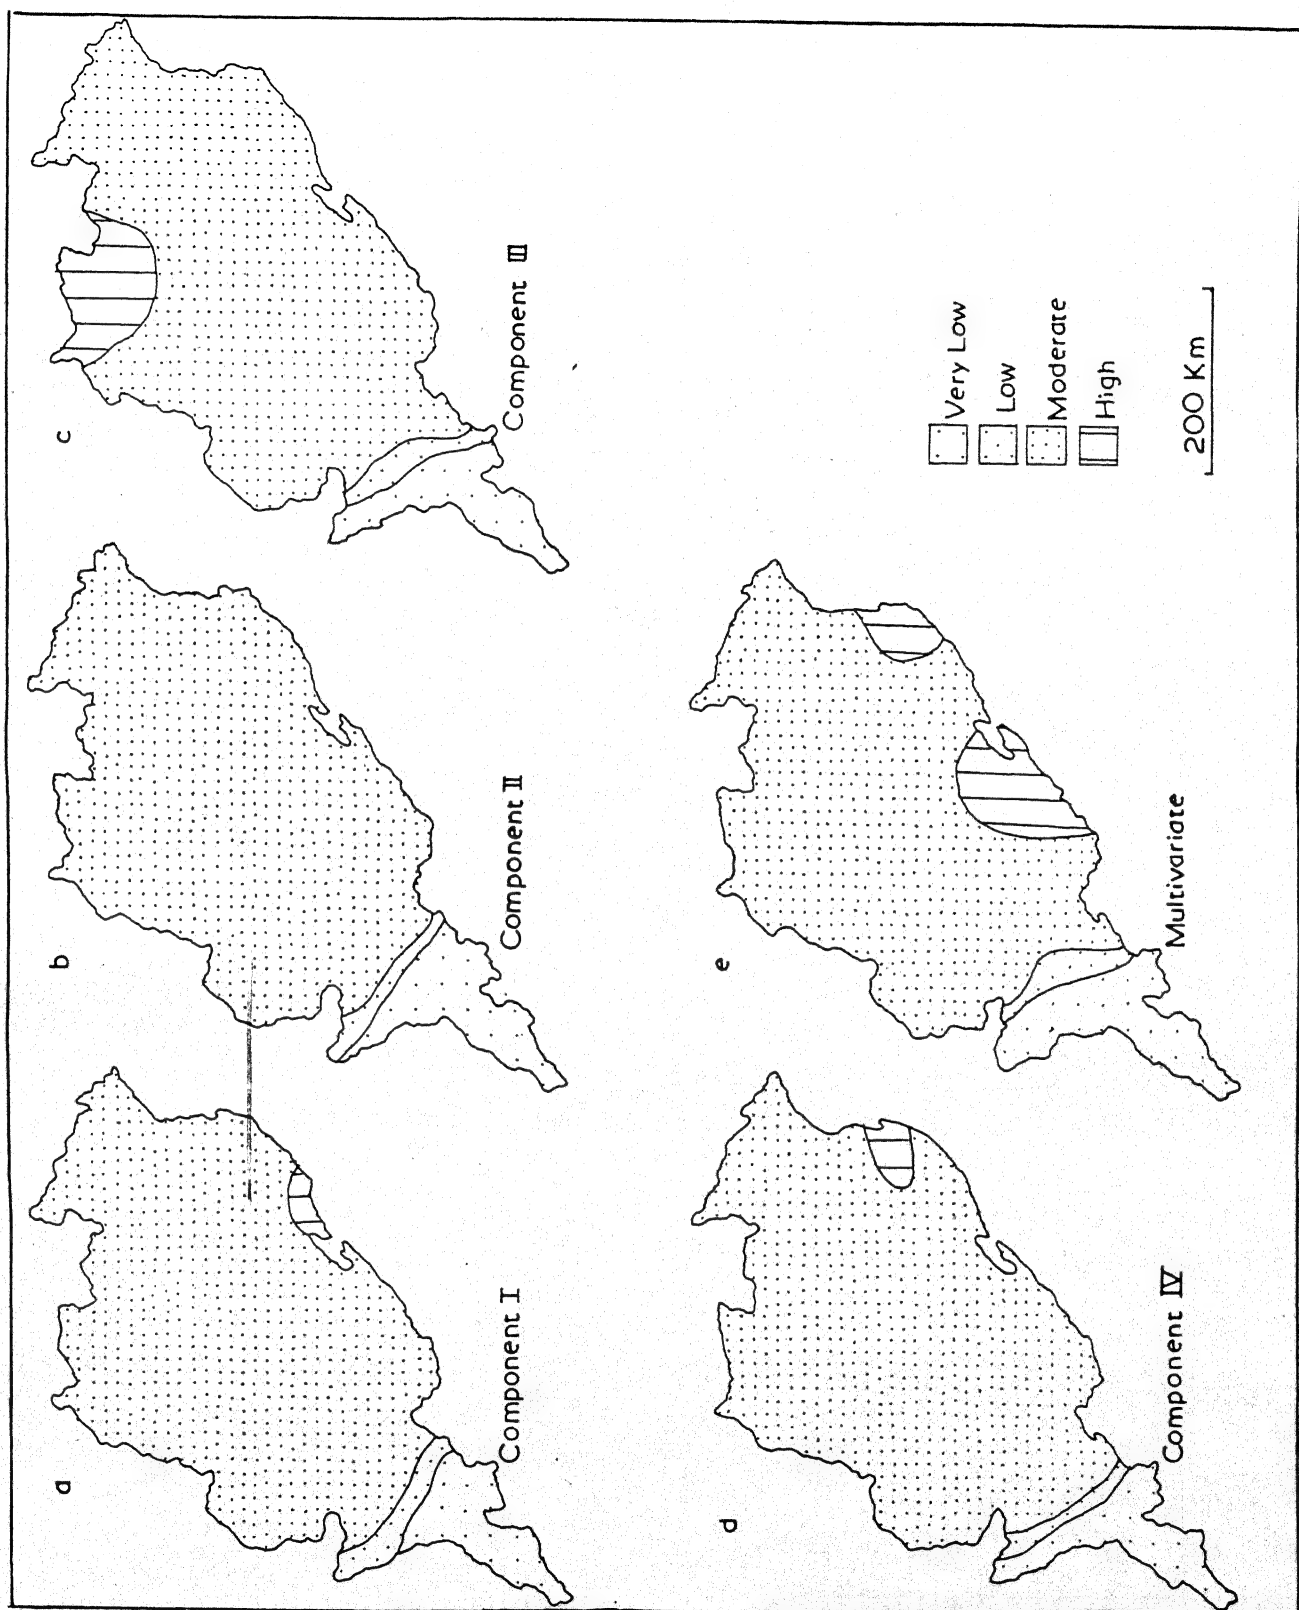 a
Component I
b
Component II
c
Component III
d
Component IV
e
Multivariate
Very Low
Low
Moderate
High
200 Km